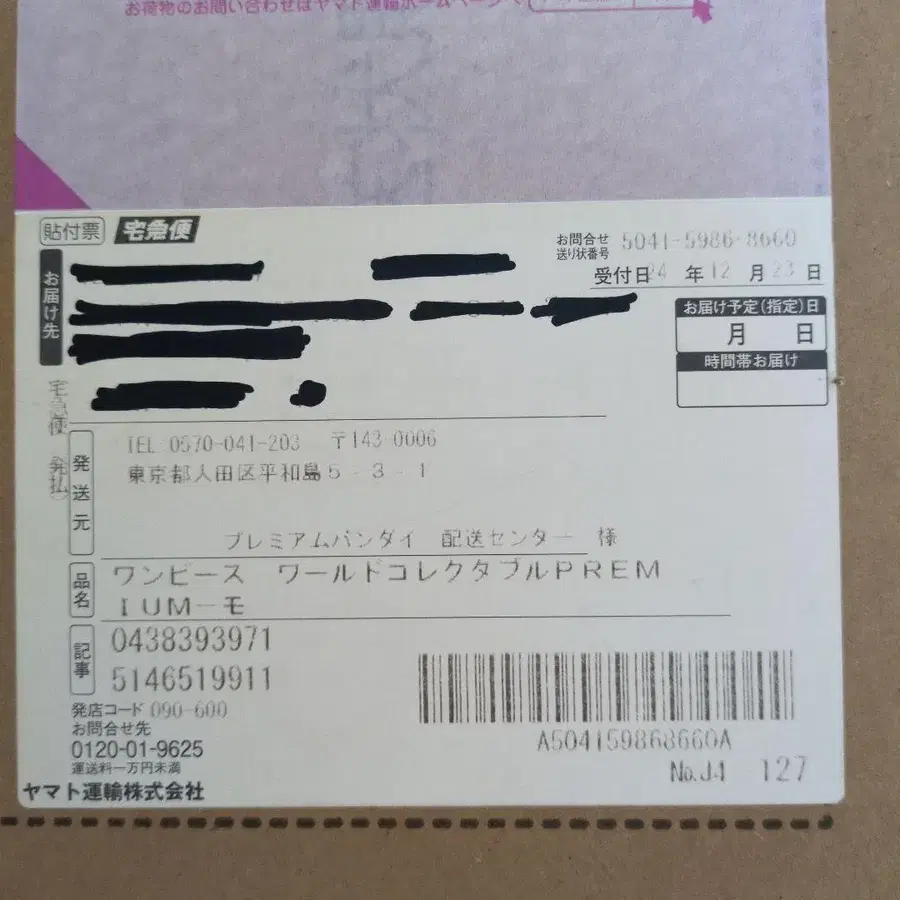 お荷物のお問い合わせはヤマト運輸ホームページへ
貼付票 宅急便
お問合せ送り状番号 5041-5986-8660
受付日 24 年 12 月 23 日
お届け先
お届け予定(指定)日
月 日
時間帯お届け
宅急便 発払
発送元
TEL 0570-041-203 〒143-0006
東京都大田区平和島5-3-1
プレミアムバンダイ 配送センター 様
品名
ワンピース ワールドコレクタブルPREM
IUM-モ
記事
0438393971
5146519911
発店コード 090-600
お問合せ先
0120-01-9625
運送料一万円未満
ヤマト運輸株式会社
A504159868660A
No.J4 127